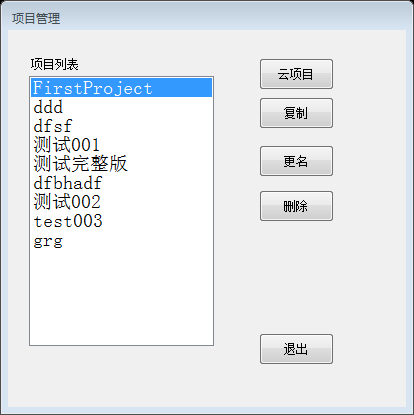 项目管理
项目列表
FirstProject
ddd
dfsf
测试001
测试完整版
dfbhadf
测试002
test003
grg
云项目
复制
更名
删除
退出